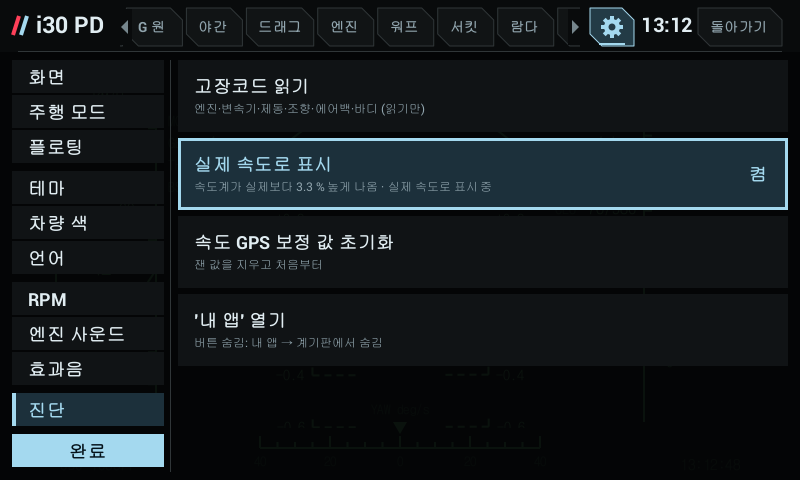 i30 PD
G 원
야간
드래그
엔진
워프
서킷
람다
13:12
돌아가기
화면
주행 모드
플로팅
테마
차량 색
언어
RPM
엔진 사운드
효과음
진단
완료
고장코드 읽기
엔진·변속기·제동·조향·에어백·바디 (읽기만)
실제 속도로 표시
켬
속도계가 실제보다 3.3 % 높게 나옴 · 실제 속도로 표시 중
속도 GPS 보정 값 초기화
잰 값을 지우고 처음부터
'내 앱' 열기
버튼 숨김: 내 앱 → 계기판에서 숨김